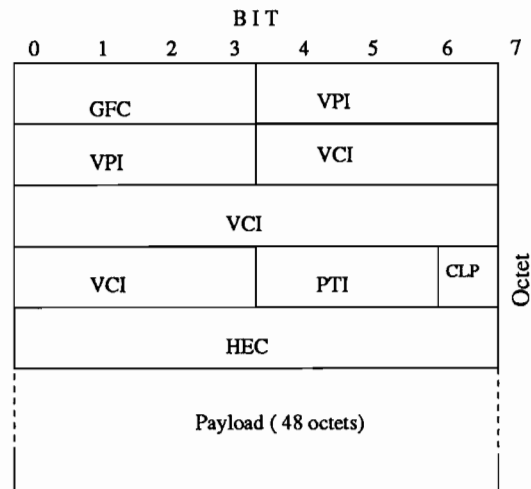 BIT
0 1 2 3 4 5 6 7
GFC VPI
VPI VCI
VCI
VCI PTI CLP
Octet
HEC
Payload ( 48 octets)